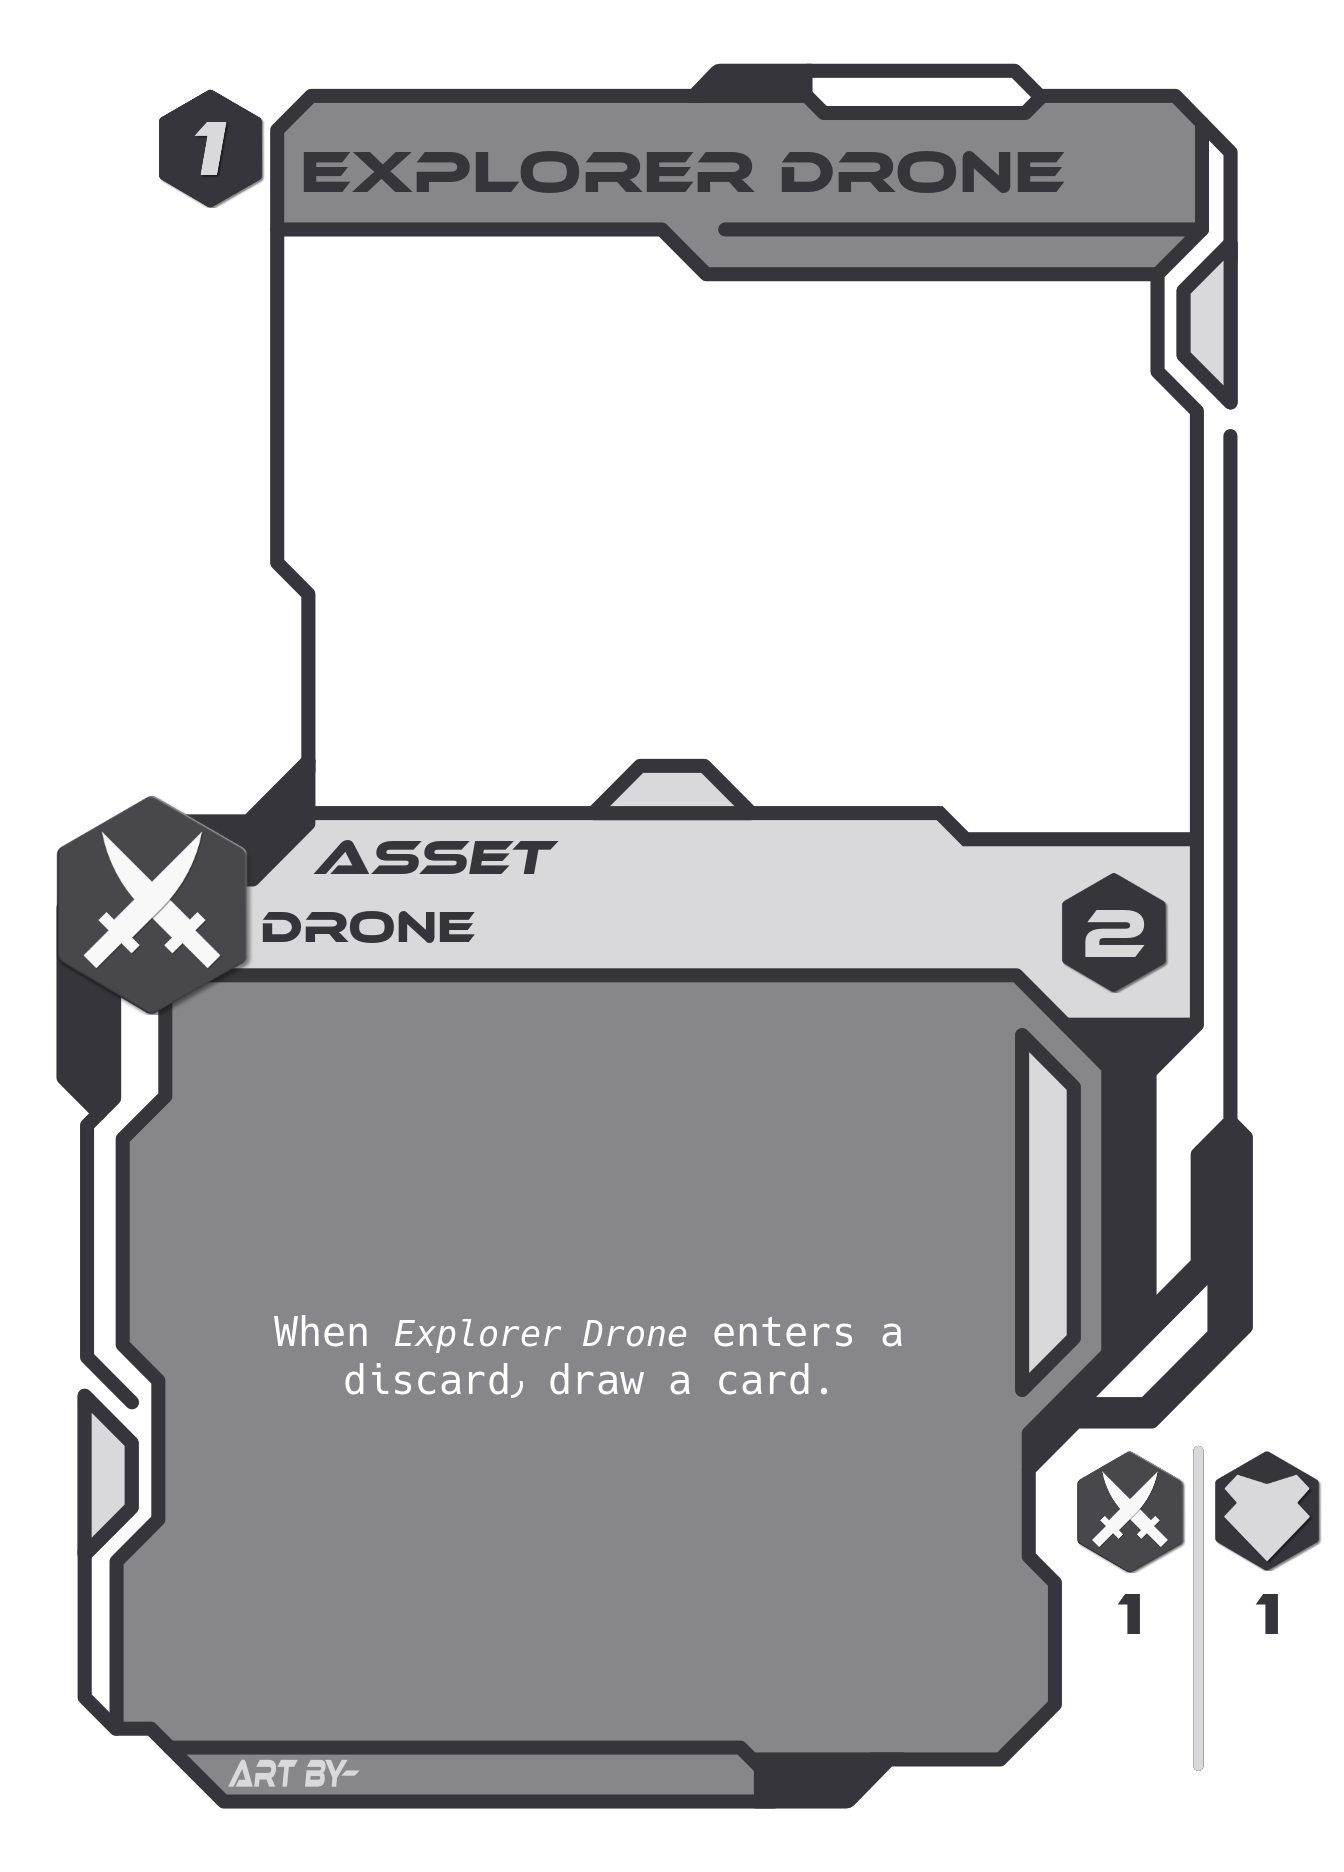 1
EXPLORER DRONE
ASSET
DRONE
2
When Explorer Drone enters a
discard, draw a card.
1 1
ART BY-